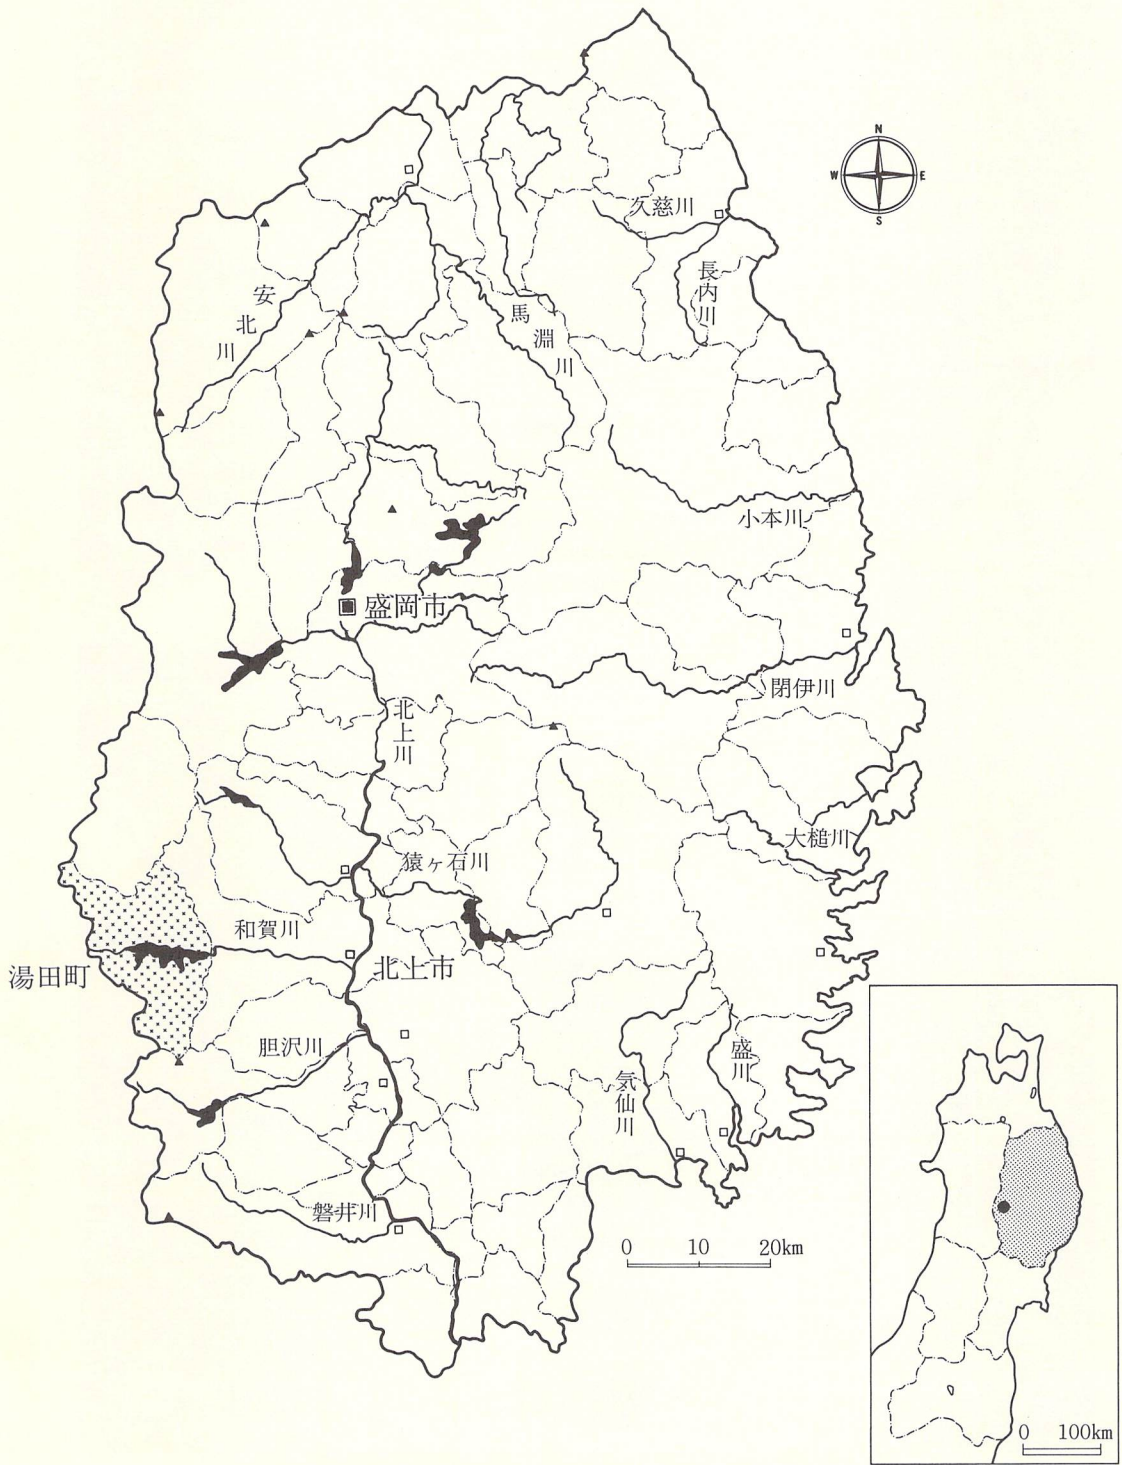 N
W
E
S
久慈川
長内川
安北川
馬淵川
小本川
盛岡市
閉伊川
北上川
大槌川
猿ヶ石川
和賀川
北上市
湯田町
胆沢川
盛川
気仙川
磐井川
0 10 20km
0 100km